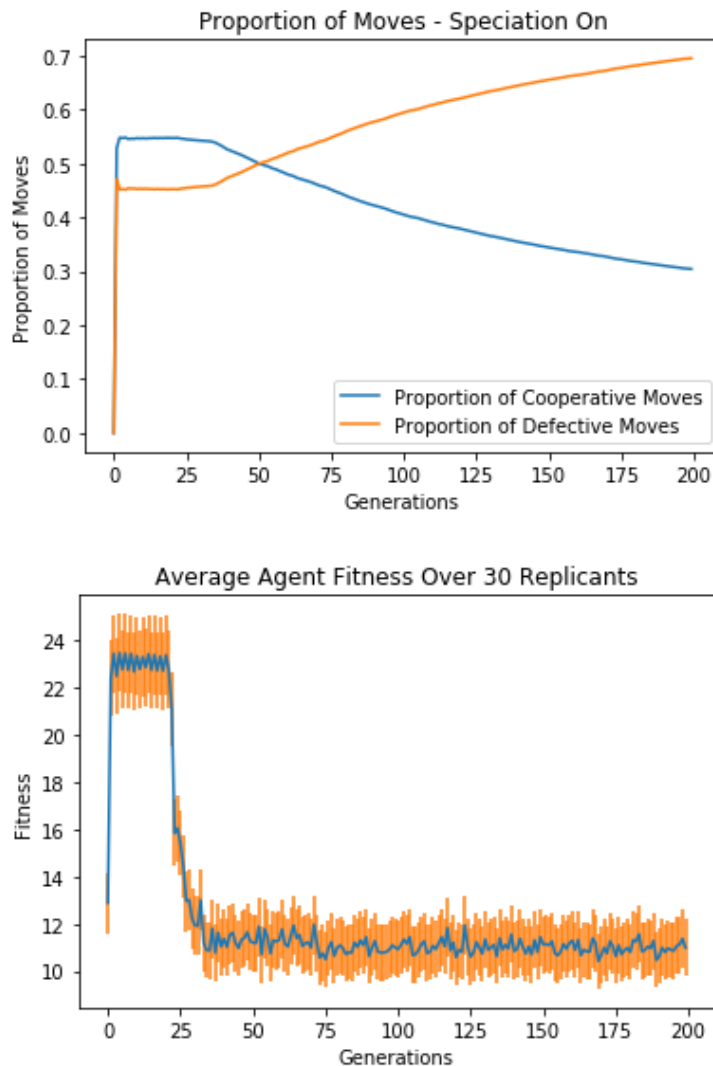 Proportion of Moves - Speciation On
0.7
0.6
0.5
0.4
0.3
0.2
0.1
0.0
Proportion of Moves
Proportion of Cooperative Moves
Proportion of Defective Moves
0 25 50 75 100 125 150 175 200
Generations
Average Agent Fitness Over 30 Replicants
24
22
20
18
16
14
12
10
Fitness
0 25 50 75 100 125 150 175 200
Generations